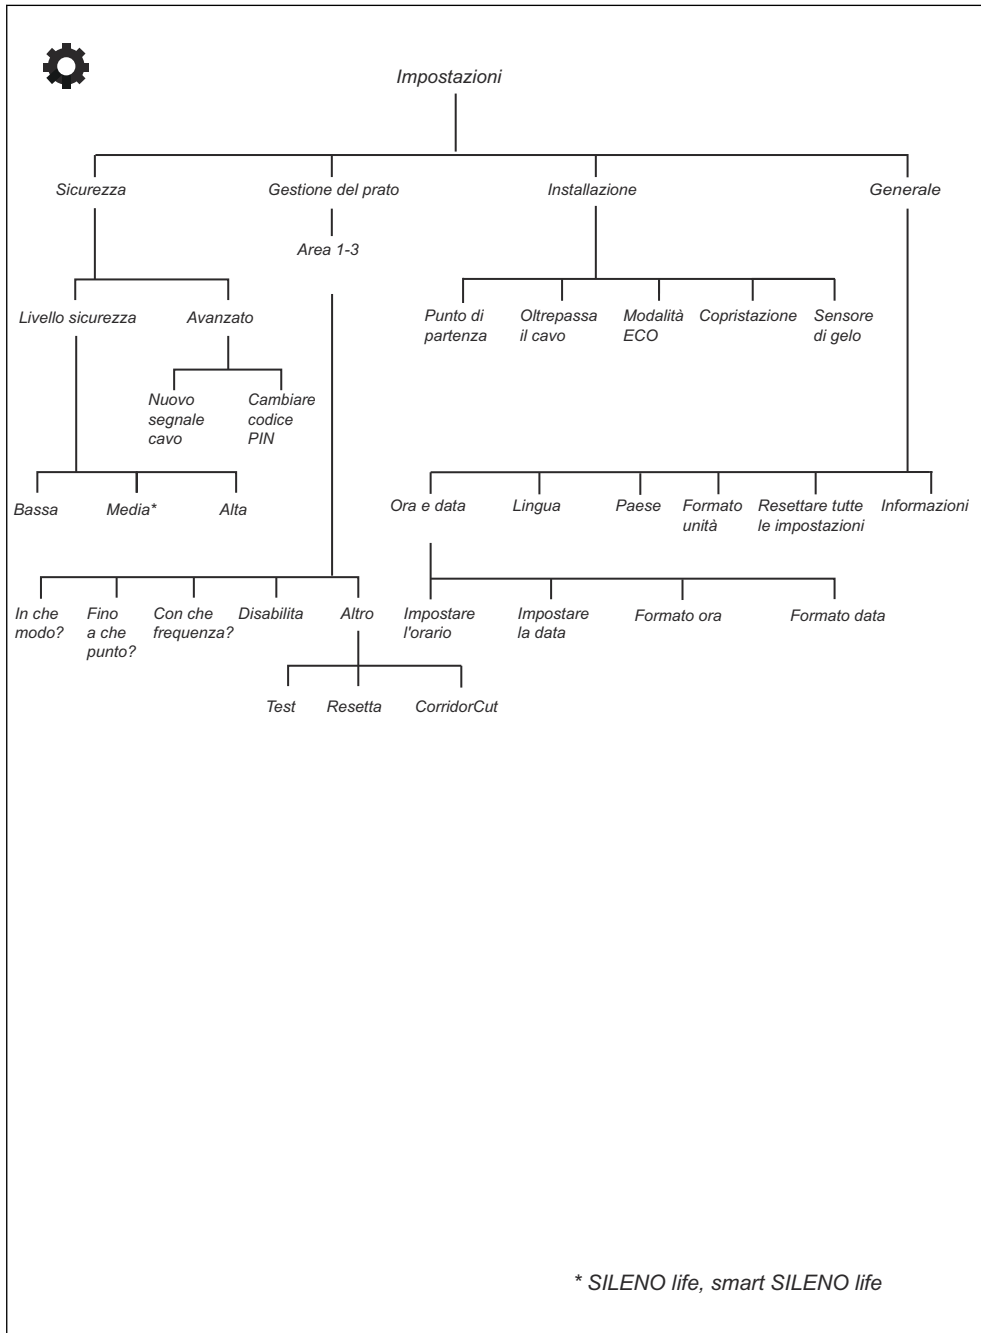 Impostazioni
Sicurezza
Gestione del prato
Installazione
Generale
Area 1-3
Livello sicurezza
Avanzato
Punto di
partenza
Oltrepassa
il cavo
Modalità
ECO
Copristazione
Sensore
di gelo
Nuovo
segnale
cavo
Cambiare
codice
PIN
Bassa
Media*
Alta
Ora e data
Lingua
Paese
Formato
unità
Resettare tutte
le impostazioni
Informazioni
In che
modo?
Fino
a che
punto?
Con che
frequenza?
Disabilita
Altro
Impostare
l'orario
Impostare
la data
Formato ora
Formato data
Test
Resetta
CorridorCut
* SILENO life, smart SILENO life